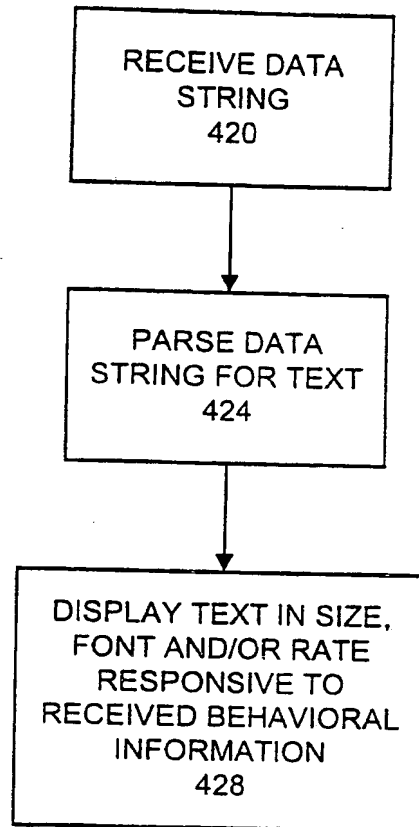 RECEIVE DATA
STRING
420
PARSE DATA
STRING FOR TEXT
424
DISPLAY TEXT IN SIZE,
FONT AND/OR RATE
RESPONSIVE TO
RECEIVED BEHAVIORAL
INFORMATION
428